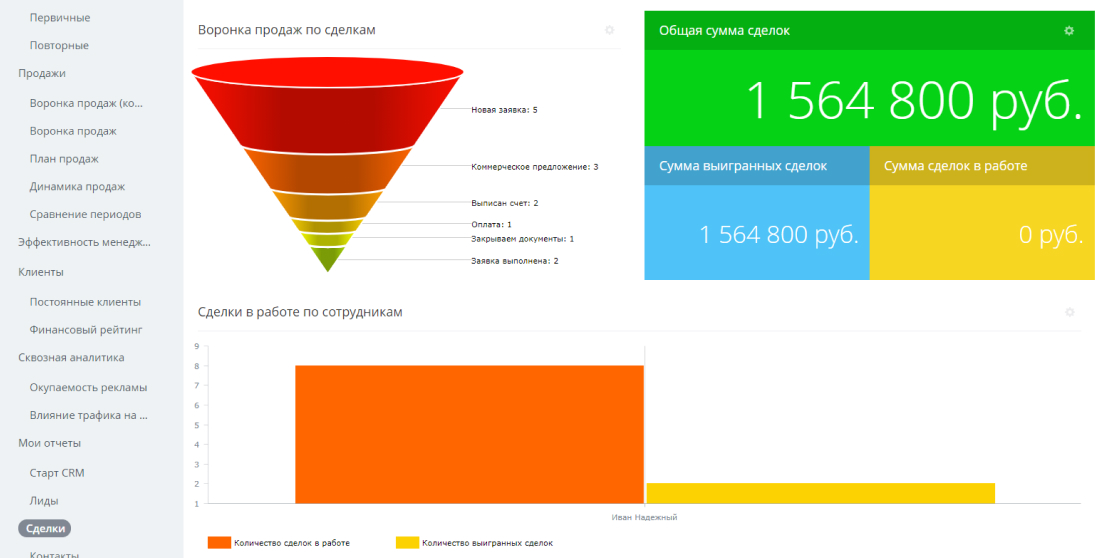 Первичные
Повторные
Продажи
Воронка продаж (ко...
Воронка продаж
План продаж
Динамика продаж
Сравнение периодов
Эффективность менедж...
Клиенты
Постоянные клиенты
Финансовый рейтинг
Сквозная аналитика
Окупаемость рекламы
Влияние трафика на ...
Мои отчеты
Старт CRM
Лиды
Сделки
Контакты
Воронка продаж по сделкам
Новая заявка: 5
Коммерческое предложение: 3
Выписан счет: 2
Оплата: 1
Закрываем документы: 1
Заявка выполнена: 2
Общая сумма сделок
1 564 800 руб.
Сумма выигранных сделок
1 564 800 руб.
Сумма сделок в работе
0 руб.
Сделки в работе по сотрудникам
9
8
7
6
5
4
3
2
1
Иван Надежный
Количество сделок в работе
Количество выигранных сделок